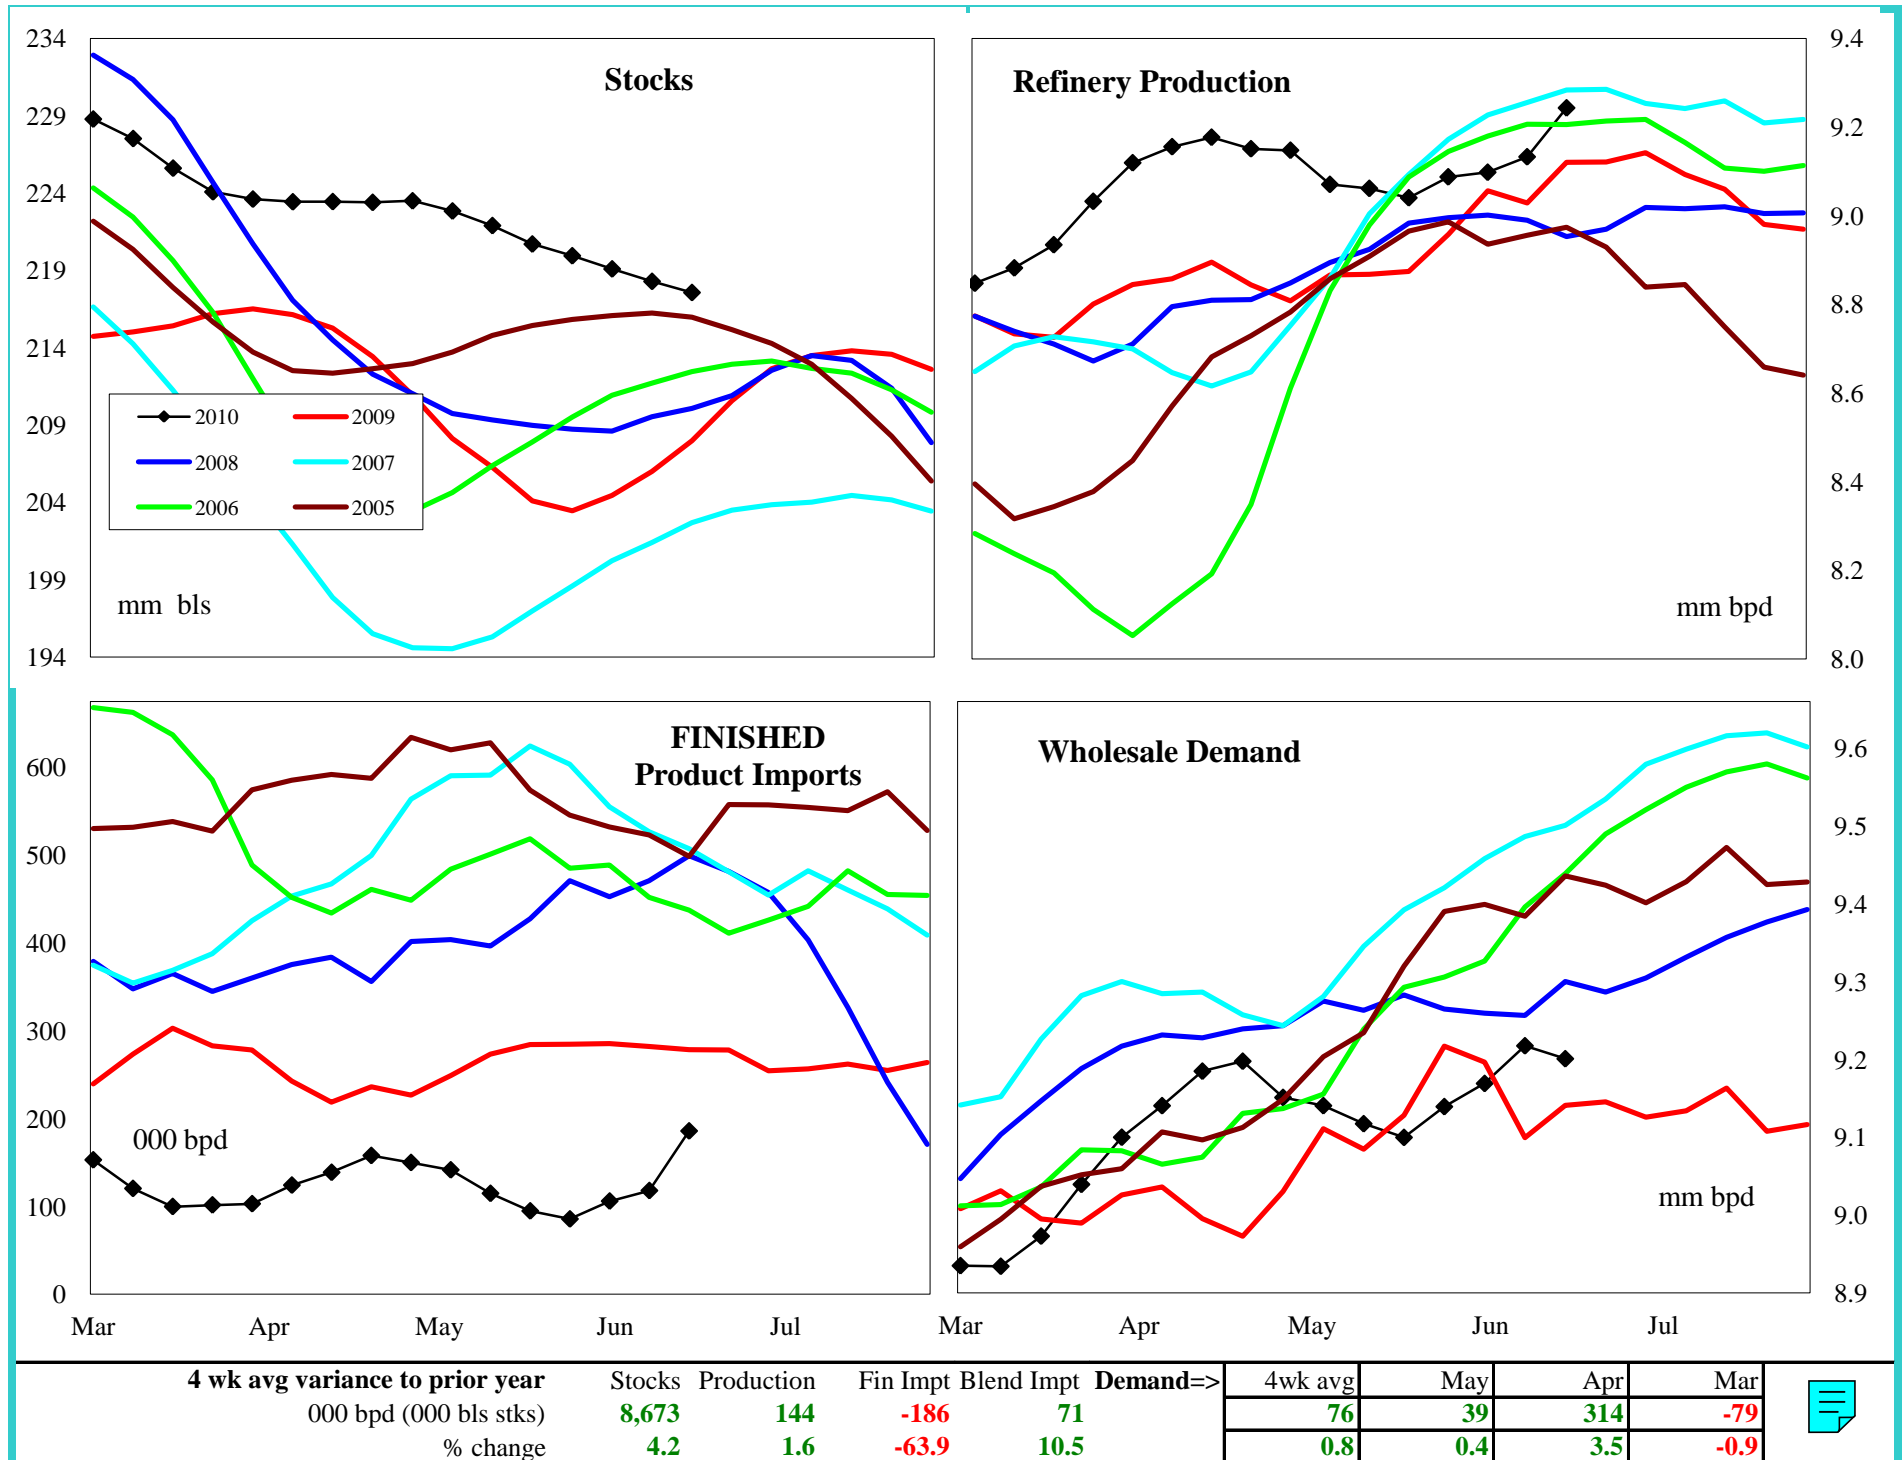 Stocks
234
229
224
219
214
209
204
199
194
2010
2009
2008
2007
2006
2005
mm bls
Refinery Production
9.4
9.2
9.0
8.8
8.6
8.4
8.2
8.0
mm bpd
FINISHED
Product Imports
600
500
400
300
200
100
0
000 bpd
Mar Apr May Jun Jul
Wholesale Demand
9.6
9.5
9.4
9.3
9.2
9.1
9.0
8.9
mm bpd
Mar Apr May Jun Jul
4 wk avg variance to prior year Stocks Production Fin Impt Blend Impt Demand=> 4wk avg May Apr Mar
000 bpd (000 bls stks) 8,673 144 -186 71 76 39 314 -79
% change 4.2 1.6 -63.9 10.5 0.8 0.4 3.5 -0.9